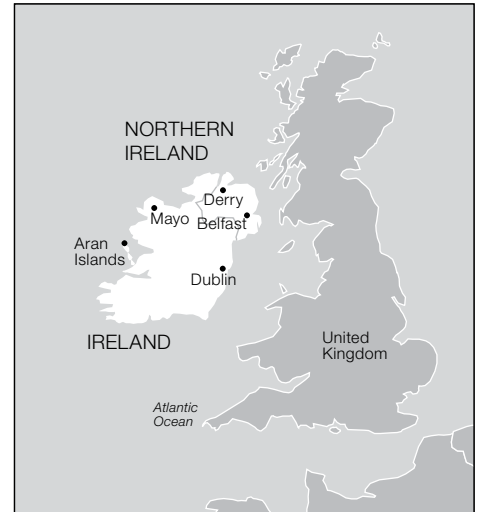 NORTHERN
IRELAND
Derry
Mayo
Belfast
Aran
Islands
Dublin
IRELAND
United
Kingdom
Atlantic
Ocean